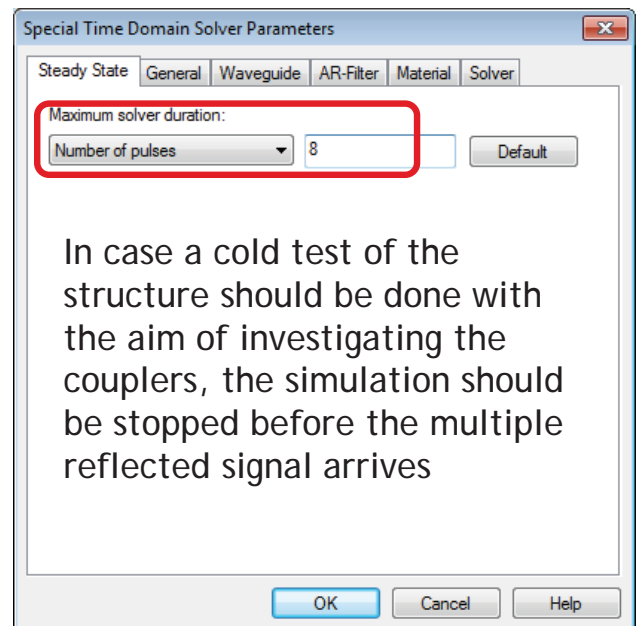 Special Time Domain Solver Parameters
Steady State General Waveguide AR-Filter Material Solver
Maximum solver duration:
Number of pulses 8 Default
In case a cold test of the
structure should be done with
the aim of investigating the
couplers, the simulation should
be stopped before the multiple
reflected signal arrives
OK Cancel Help